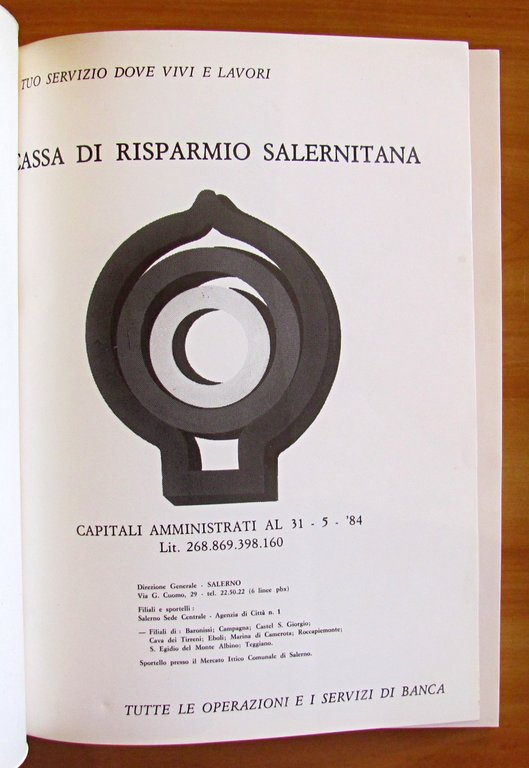 TUO SERVIZIO DOVE VIVI E LAVORI
CASSA DI RISPARMIO SALERNITANA
CAPITALI AMMINISTRATI AL 31 - 5 - '84
Lit. 268.869.398.160
Direzione Generale - SALERNO
Via G. Cuomo, 29 - tel. 22.50.22 (6 linee pbx)
Filiali e sportelli :
Salerno Sede Centrale - Agenzia di Città n. 1
— Filiali di : Baronissi; Campagna; Castel S. Giorgio;
Cava dei Tirreni; Eboli; Marina di Camerota; Roccapiemonte;
S. Egidio del Monte Albino; Teggiano.
Sportello presso il Mercato Ittico Comunale di Salerno.
TUTTE LE OPERAZIONI E I SERVIZI DI BANCA